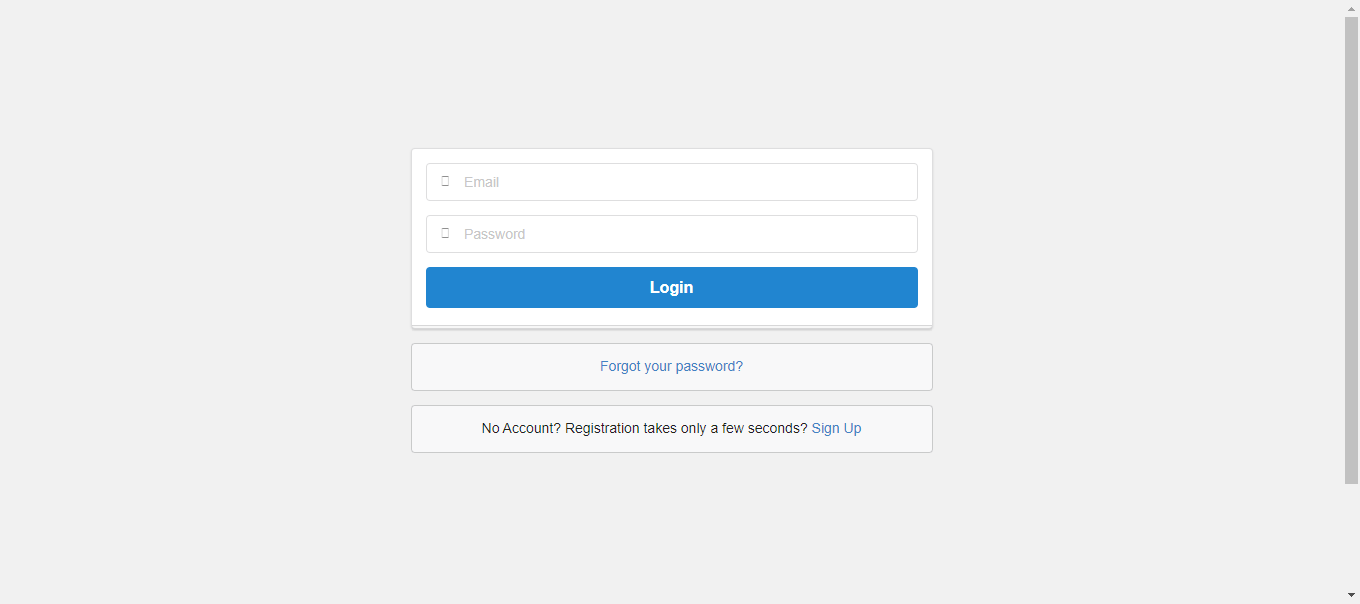 Email
Password
Login
Forgot your password?
No Account? Registration takes only a few seconds? Sign Up